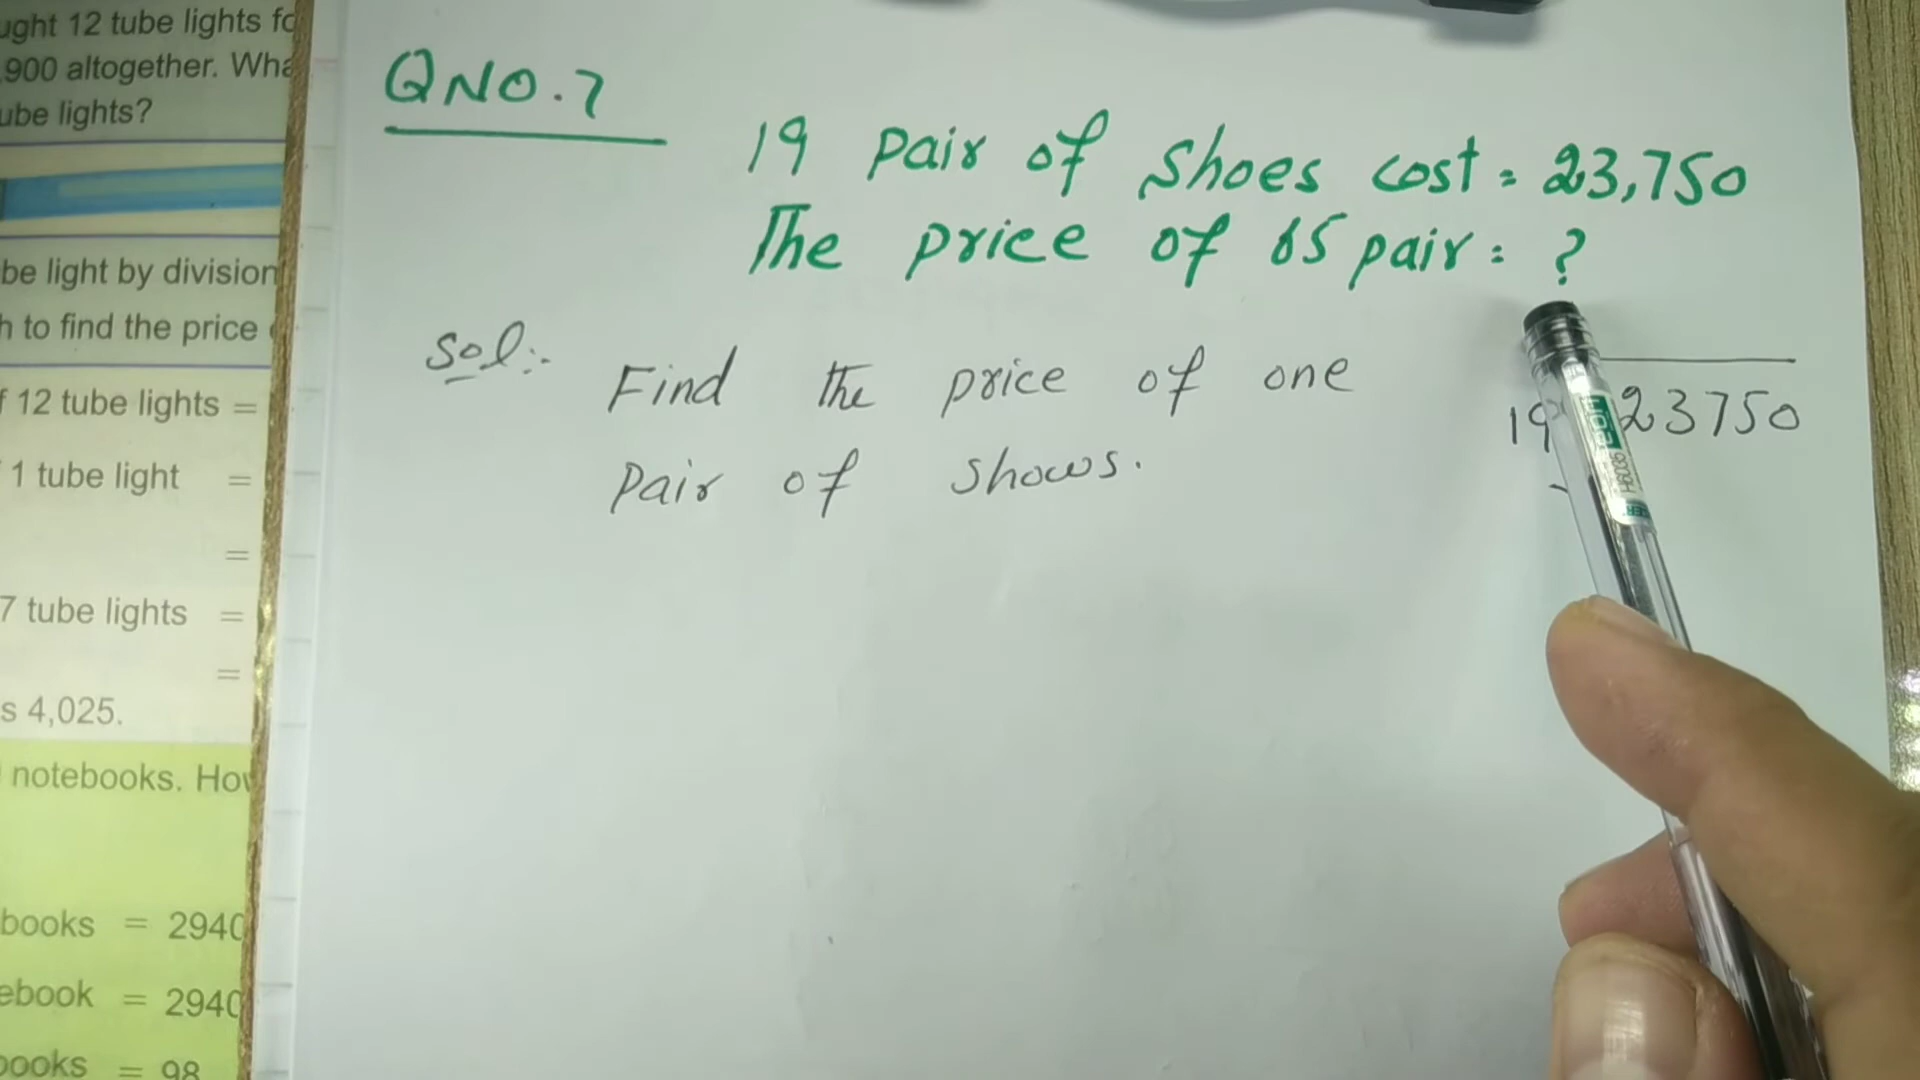 ught 12 tube lights fo
,900 altogether. Wha
ube lights?
be light by division
h to find the price
f 12 tube lights =
1 tube light =
=
7 tube lights =
=
s 4,025.
notebooks. How
books = 2940
ebook = 2940
books = 98
QNO.7
19 pair of shoes cost = 23,750
The price of 65 pair = ?
Sol:-
Find the price of one
pair of shows.
19 23750
H6035